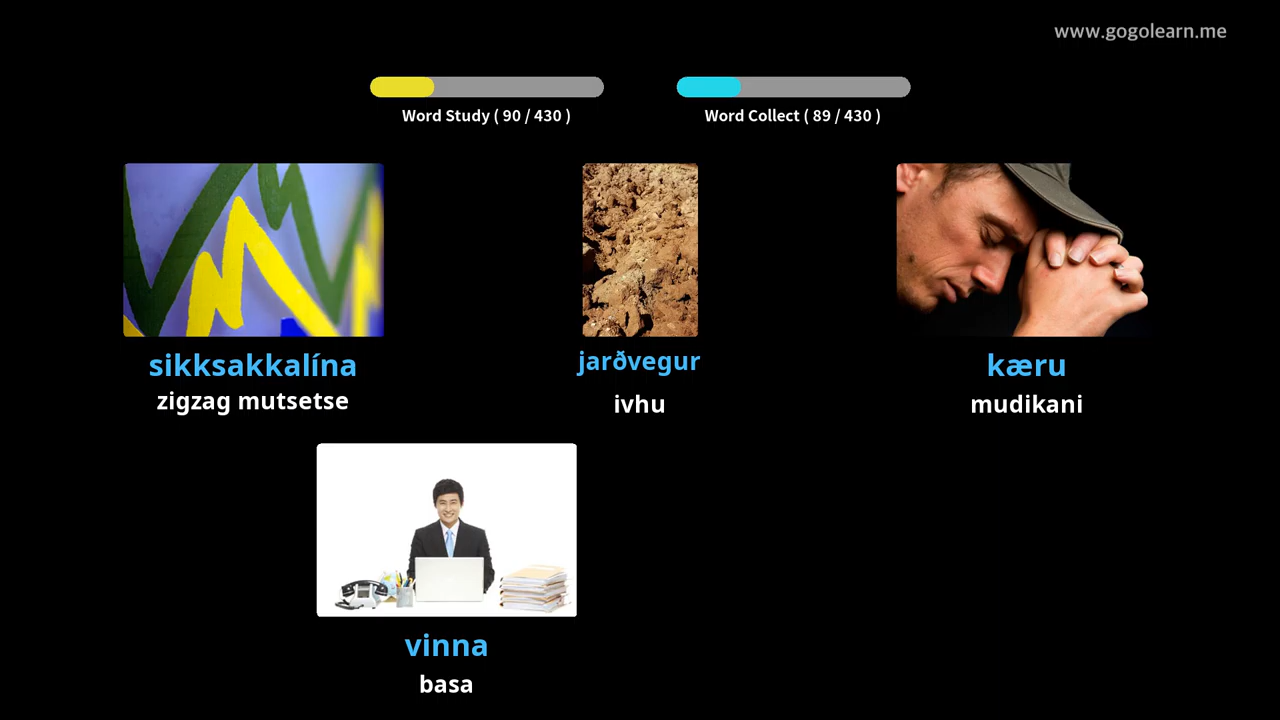 www.gogolearn.me
Word Study ( 90 / 430 )
Word Collect ( 89 / 430 )
sikksakkalína
zigzag mutsetse
jarðvegur
ivhu
kæru
mudikani
vinna
basa